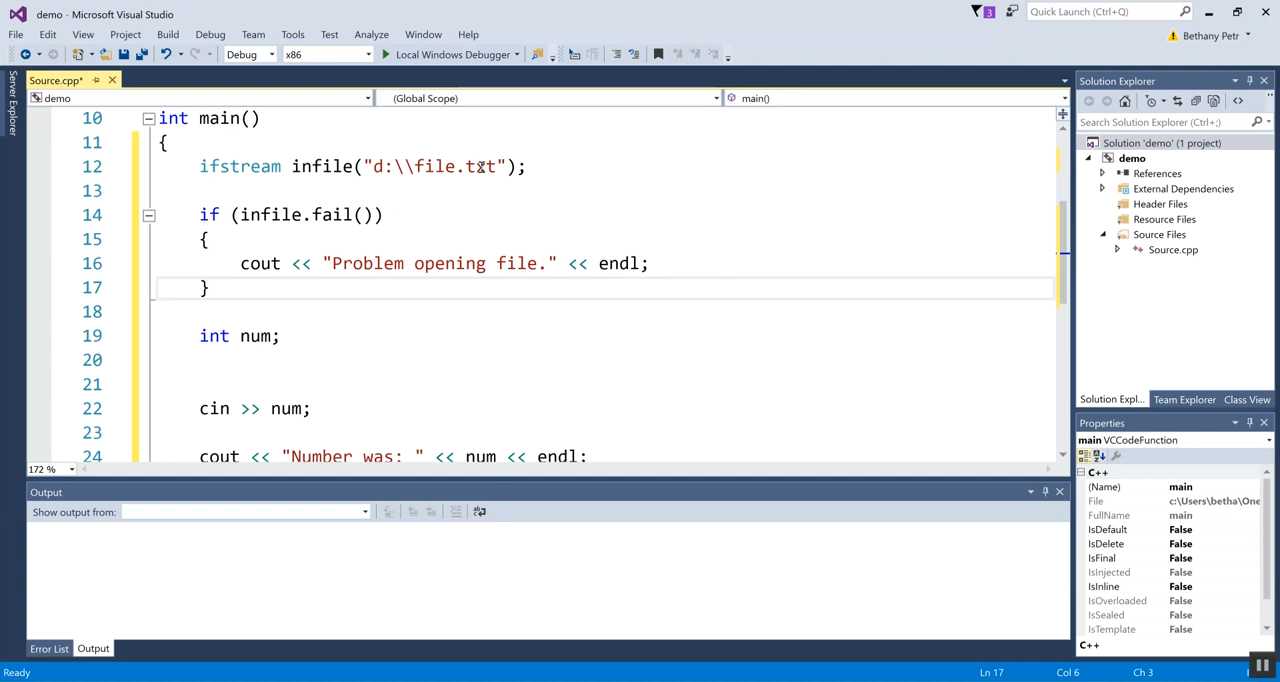 demo - Microsoft Visual Studio
3
Quick Launch (Ctrl+Q)
File Edit View Project Build Debug Team Tools Test Analyze Window Help
Bethany Petr
Debug x86 Local Windows Debugger
Server Explorer
Source.cpp*
demo (Global Scope) main()
10 int main()
11 {
12 ifstream infile("d:\\file.txt");
13
14 if (infile.fail())
15 {
16 cout << "Problem opening file." << endl;
17 }
18
19 int num;
20
21
22 cin >> num;
23
24 cout << "Number was: " << num << endl;
172 %
Output
Show output from:
Error List Output
Solution Explorer
Search Solution Explorer (Ctrl+;)
Solution 'demo' (1 project)
demo
References
External Dependencies
Header Files
Resource Files
Source Files
Source.cpp
Solution Expl... Team Explorer Class View
Properties
main VCCodeFunction
C++
(Name) main
File c:\Users\betha\One
FullName main
IsDefault False
IsDelete False
IsFinal False
IsInjected False
IsInline False
IsOverloaded False
IsSealed False
IsTemplate False
C++
Ready Ln 17 Col 6 Ch 3